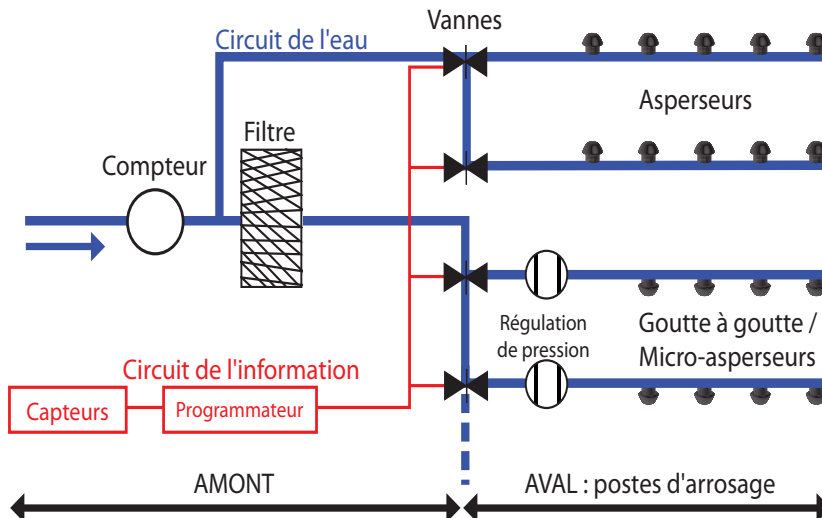 Vannes
Circuit de l'eau
Asperseurs
Filtre
Compteur
Régulation
de pression
Goutte à goutte /
Micro-asperseurs
Circuit de l'information
Capteurs
Programmateur
AMONT
AVAL : postes d'arrosage